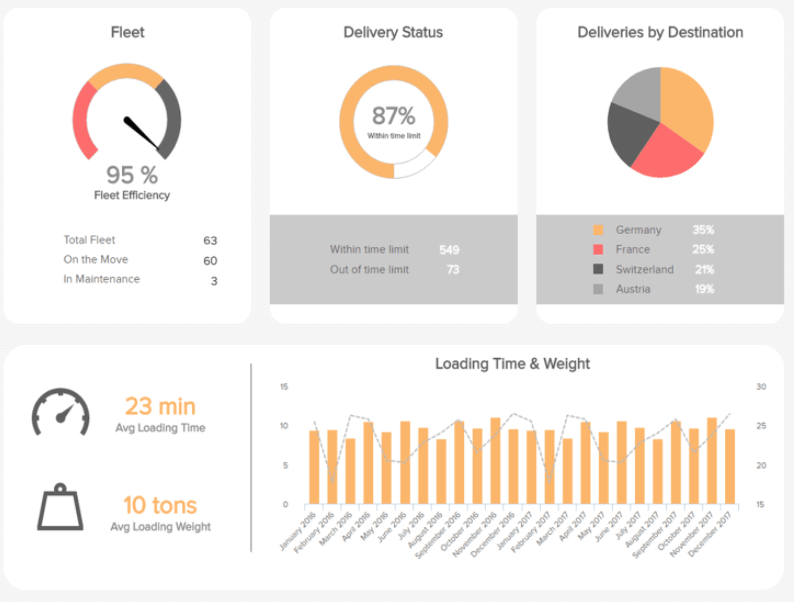 Fleet
95 %
Fleet Efficiency
Total Fleet 63
On the Move 60
In Maintenance 3
Delivery Status
87%
Within time limit
Within time limit 549
Out of time limit 73
Deliveries by Destination
Germany 35%
France 25%
Switzerland 21%
Austria 19%
23 min
Avg Loading Time
10 tons
Avg Loading Weight
Loading Time & Weight
15
10
5
0
30
25
20
15
January 2016
February 2016
March 2016
April 2016
May 2016
June 2016
July 2016
August 2016
September 2016
October 2016
November 2016
December 2016
January 2017
February 2017
March 2017
April 2017
May 2017
June 2017
July 2017
August 2017
September 2017
October 2017
November 2017
December 2017